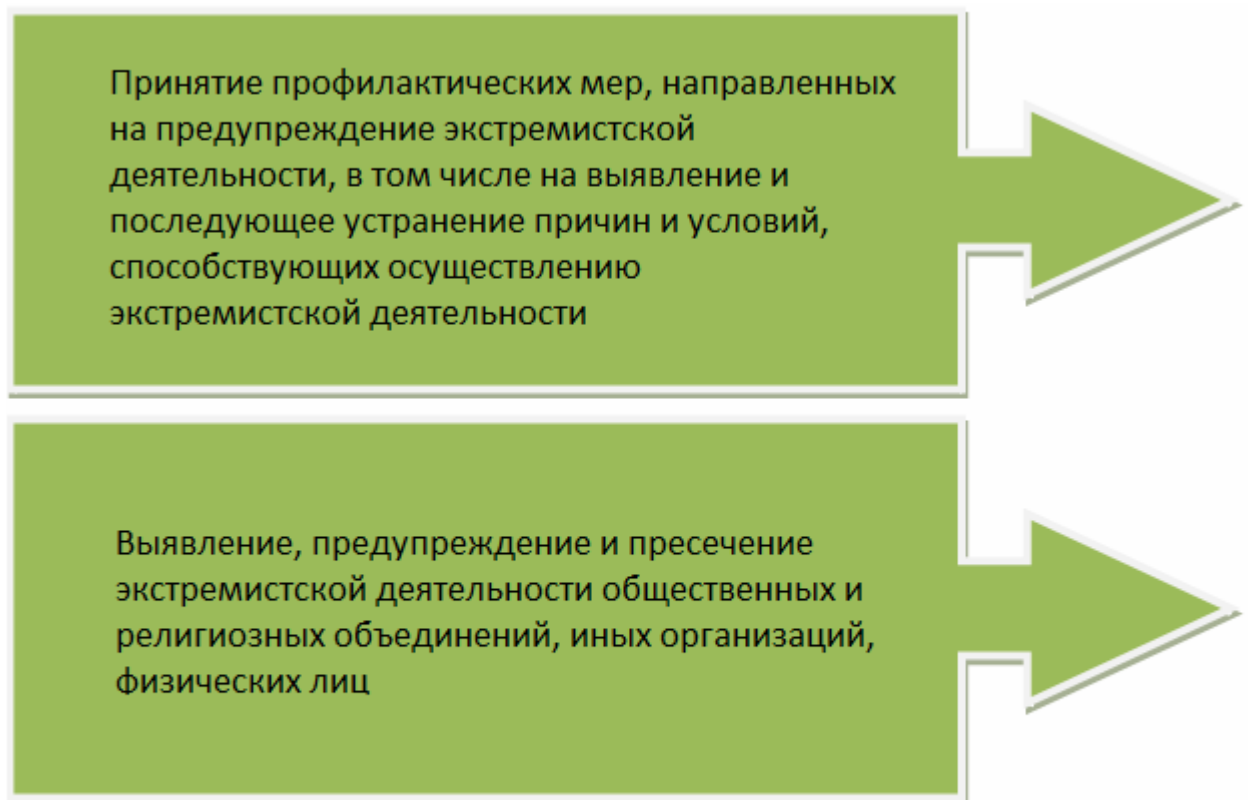 Принятие профилактических мер, направленных
на предупреждение экстремистской
деятельности, в том числе на выявление и
последующее устранение причин и условий,
способствующих осуществлению
экстремистской деятельности
Выявление, предупреждение и пресечение
экстремистской деятельности общественных и
религиозных объединений, иных организаций,
физических лиц